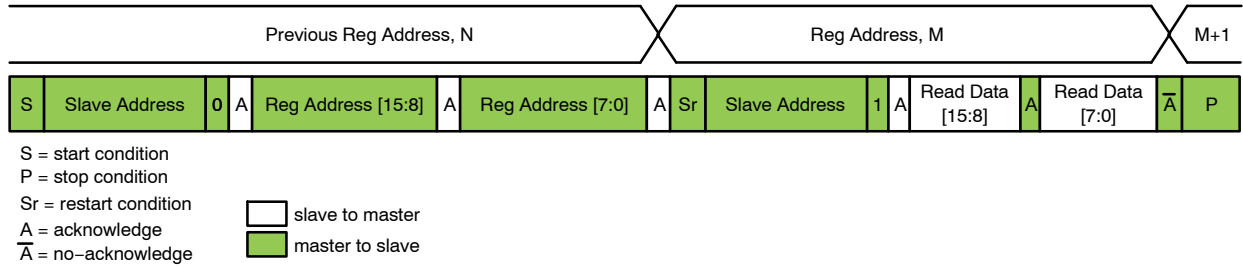 Previous Reg Address, N Reg Address, M M+1
S Slave Address 0 A Reg Address [15:8] A Reg Address [7:0] A Sr Slave Address 1 A Read Data [15:8] A Read Data [7:0] A̅ P
S = start condition
P = stop condition
Sr = restart condition
A = acknowledge
A̅ = no−acknowledge
slave to master
master to slave